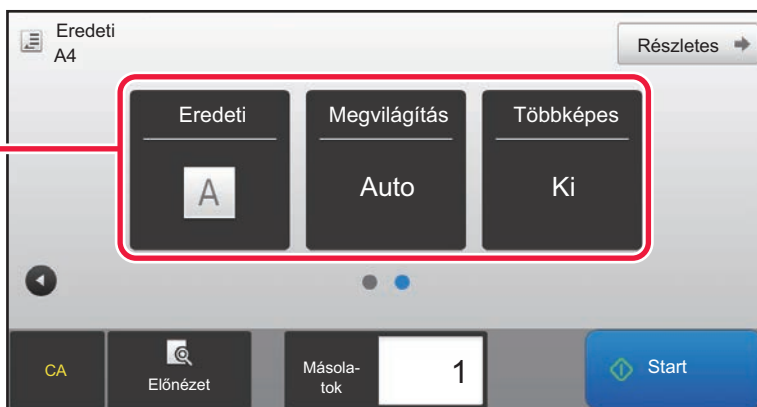 Eredeti
A4
Részletes
Eredeti
Megvilágítás
Többképes
A
Auto
Ki
CA
Előnézet
Másola-
tok
1
Start